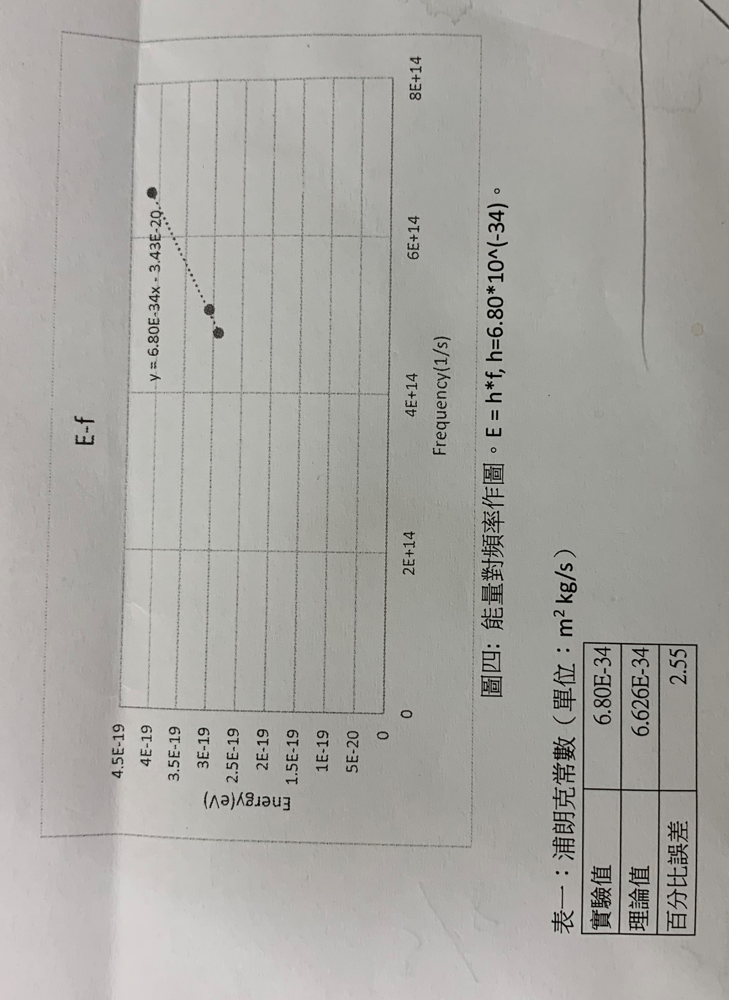 E-f
y = 6.80E-34x - 3.43E-20
4.5E-19
4E-19
3.5E-19
3E-19
2.5E-19
2E-19
1.5E-19
1E-19
5E-20
0
Energy(eV)
0 2E+14 4E+14 6E+14 8E+14
Frequency(1/s)
圖四: 能量對頻率作圖。E = h*f, h=6.80*10^(-34)。
表一：浦朗克常數（單位：m² kg/s）
實驗值 6.80E-34
理論值 6.626E-34
百分比誤差 2.55